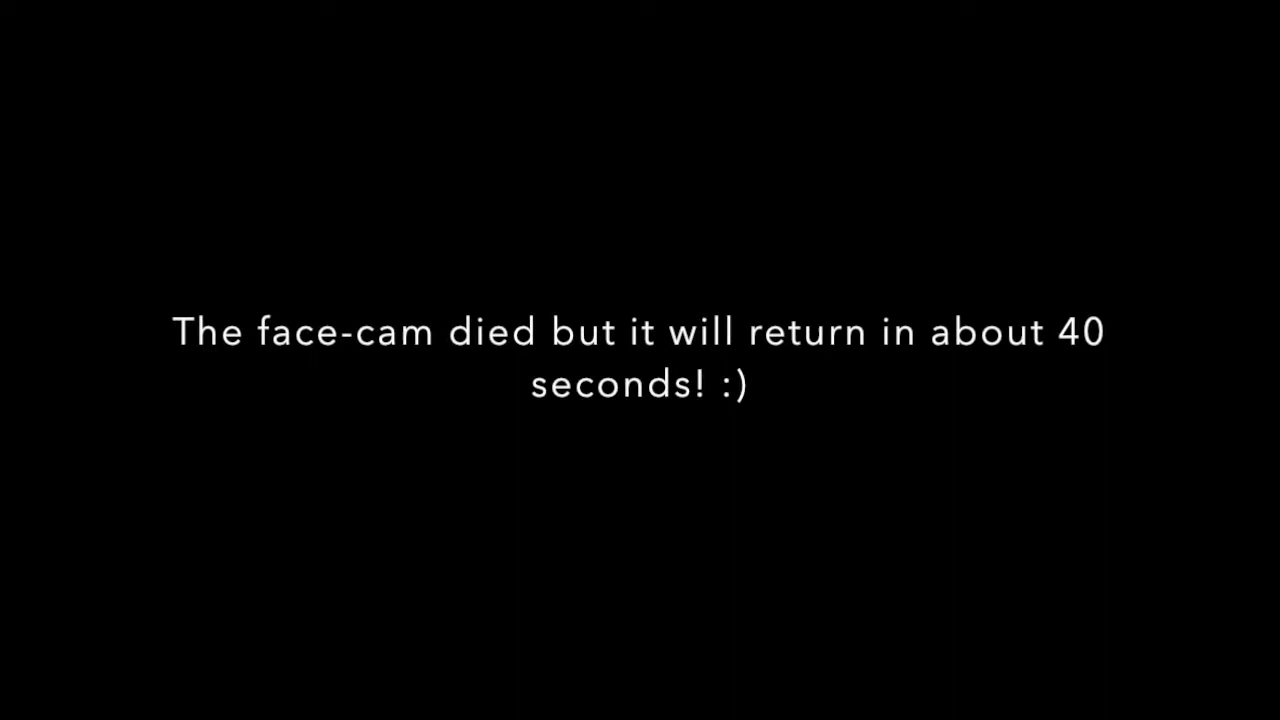 The face-cam died but it will return in about 40
seconds! :)